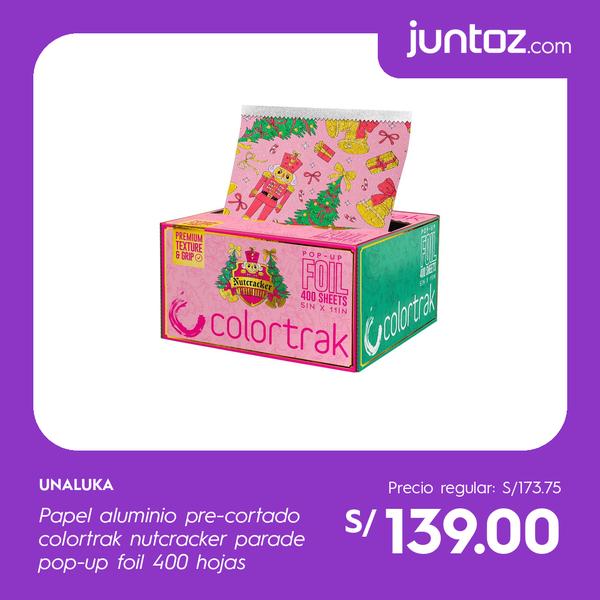 juntoz.com
PREMIUM
TEXTURE
& GRIP
Nutcracker
POP-UP
FOIL
400 SHEETS
5IN X 11IN
colortrak
POP-UP
FOIL
400 SHEETS
5IN X 11IN
colortrak
UNALUKA
Papel aluminio pre-cortado
colortrak nutcracker parade
pop-up foil 400 hojas
Precio regular: S/173.75
S/139.00